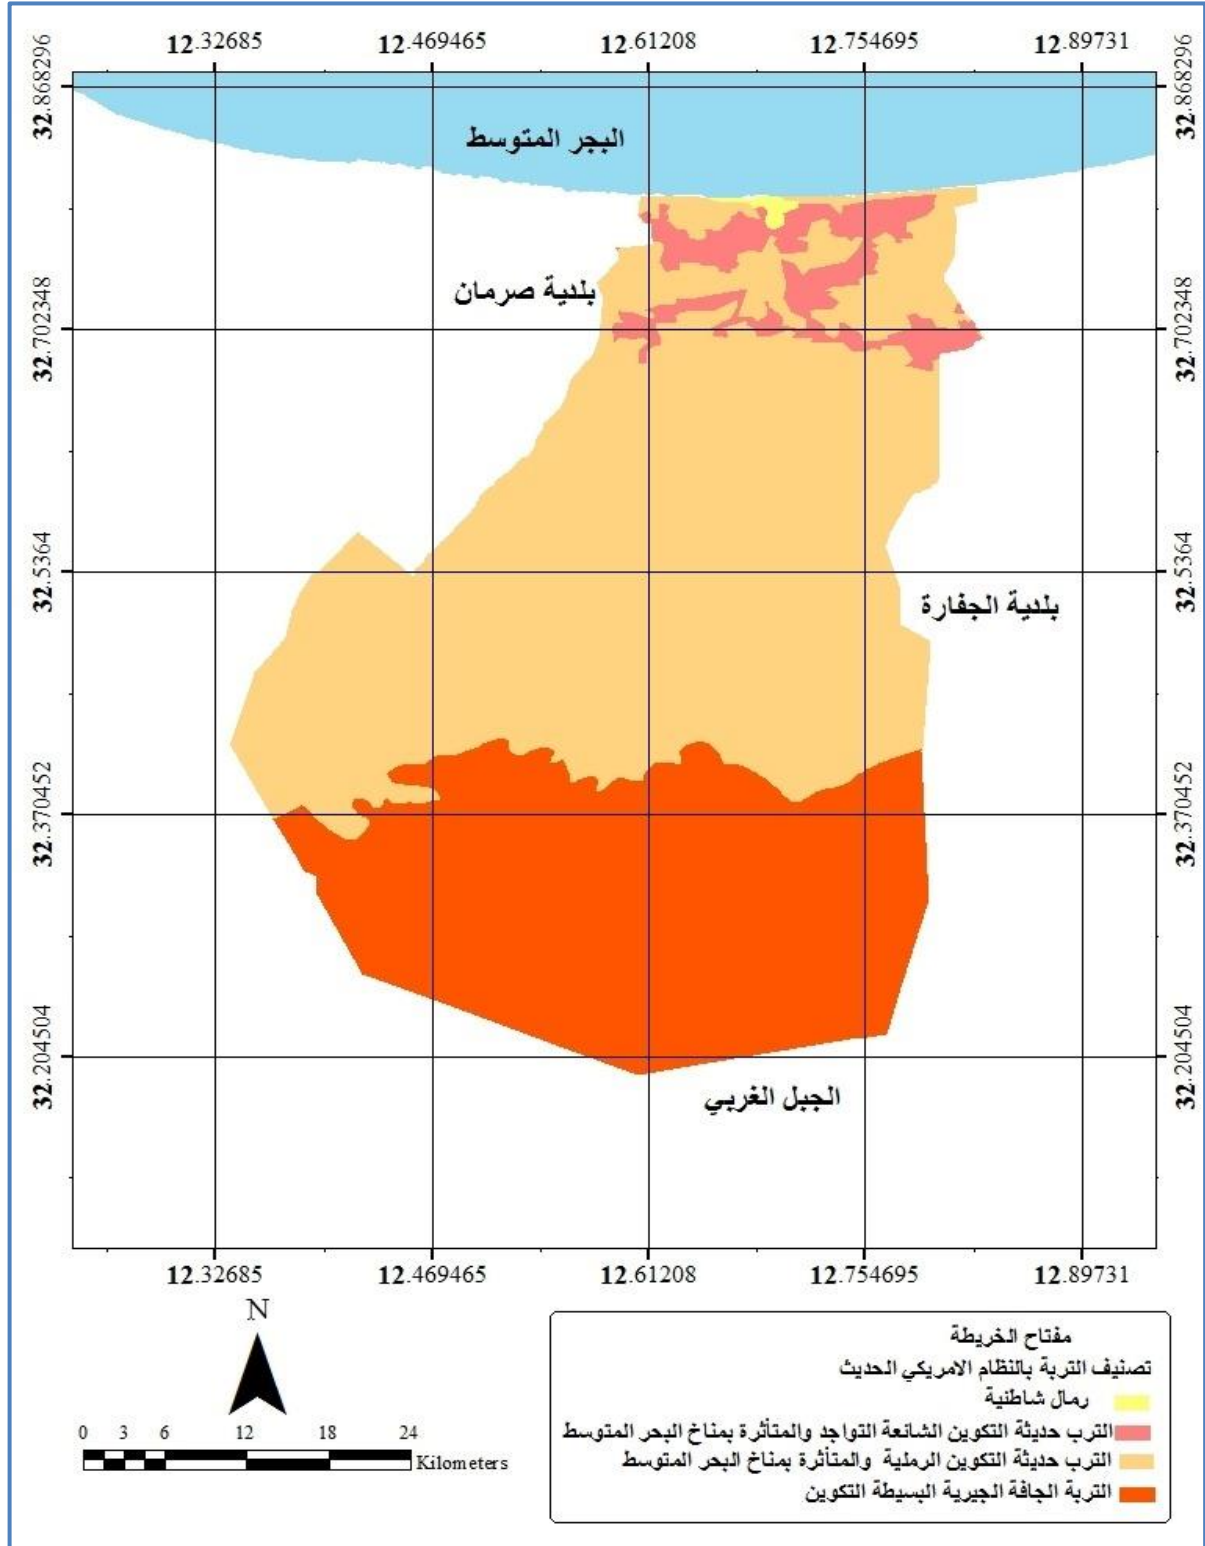 12.32685 12.469465 12.61208 12.754695 12.89731
32.868296 32.868296
البجر المتوسط
بلدية صرمان
32.702348 32.702348
32.5364 32.5364
بلدية الجفارة
32.370452 32.370452
32.204504 32.204504
الجبل الغربي
12.32685 12.469465 12.61208 12.754695 12.89731
N
0 3 6 12 18 24
Kilometers
مفتاح الخريطة
تصنيف التربة بالنظام الامريكي الحديث
رمال شاطئية
الترب حديثة التكوين الشائعة التواجد والمتأثرة بمناخ البحر المتوسط
الترب حديثة التكوين الرملية والمتأثرة بمناخ البحر المتوسط
التربة الجافة الجيرية البسيطة التكوين